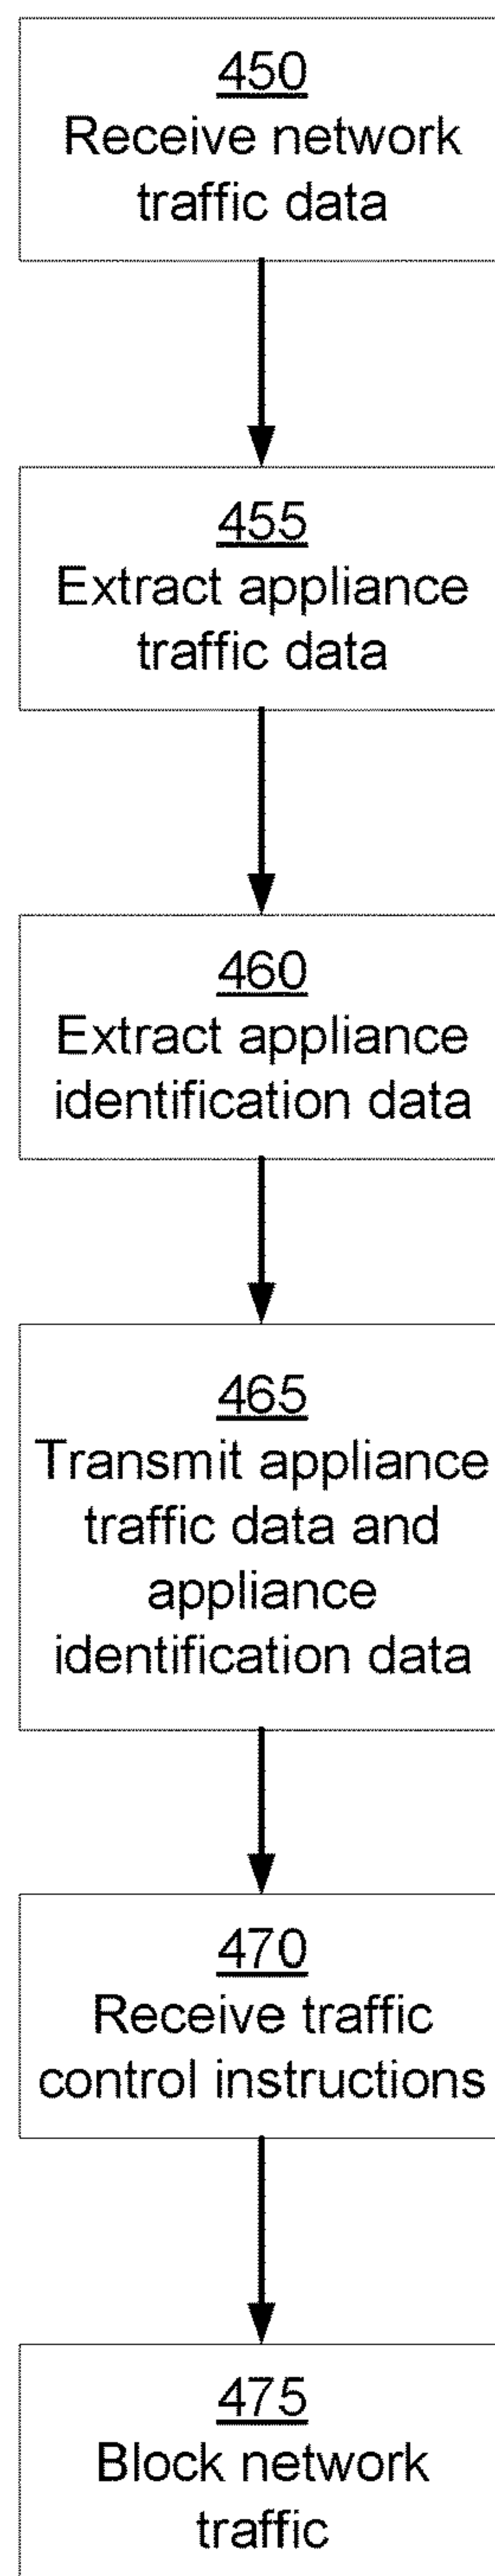 450
Receive network
traffic data
455
Extract appliance
traffic data
460
Extract appliance
identification data
465
Transmit appliance
traffic data and
appliance
identification data
470
Receive traffic
control instructions
475
Block network
traffic